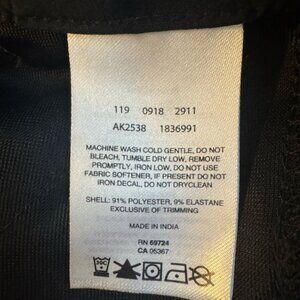 119 0918 2911
AK2538 1836991
MACHINE WASH COLD GENTLE, DO NOT
BLEACH, TUMBLE DRY LOW, REMOVE
PROMPTLY, IRON LOW, DO NOT USE
FABRIC SOFTENER, IF PRESENT DO NOT
IRON DECAL, DO NOT DRYCLEAN
SHELL: 91% POLYESTER, 9% ELASTANE
EXCLUSIVE OF TRIMMING
MADE IN INDIA
RN 69724
CA 05367
30C